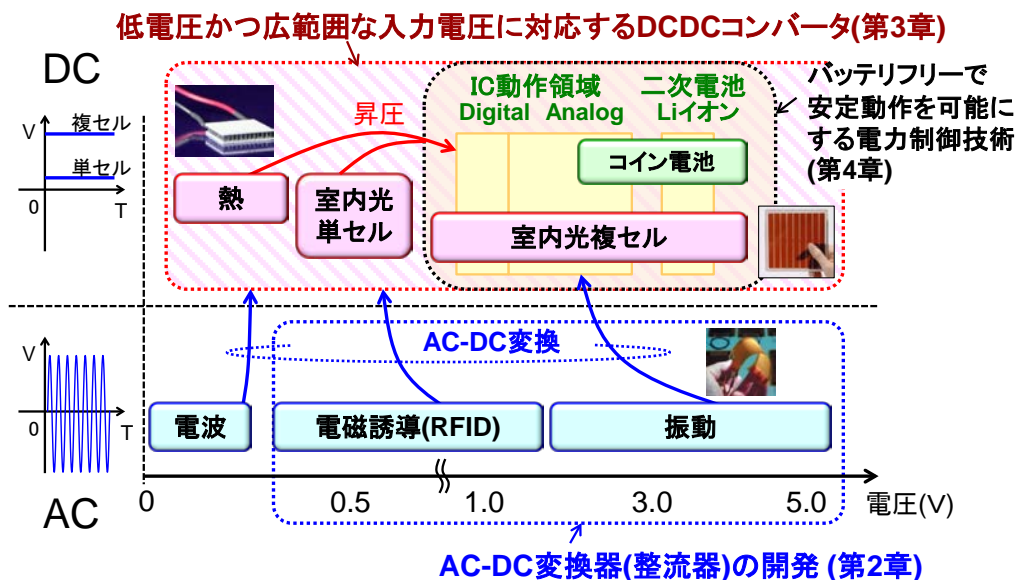 低電圧かつ広範囲な入力電圧に対応するDCDCコンバータ(第3章)
DC
V
複セル
単セル
0
T
IC動作領域
Digital Analog
二次電池
Liイオン
バッテリフリーで
安定動作を可能に
する電力制御技術
(第4章)
昇圧
コイン電池
熱
室内光
単セル
室内光複セル
AC-DC変換
V
0
T
電波
電磁誘導(RFID)
振動
AC
0
0.5
1.0
3.0
5.0
電圧(V)
AC-DC変換器(整流器)の開発 (第2章)